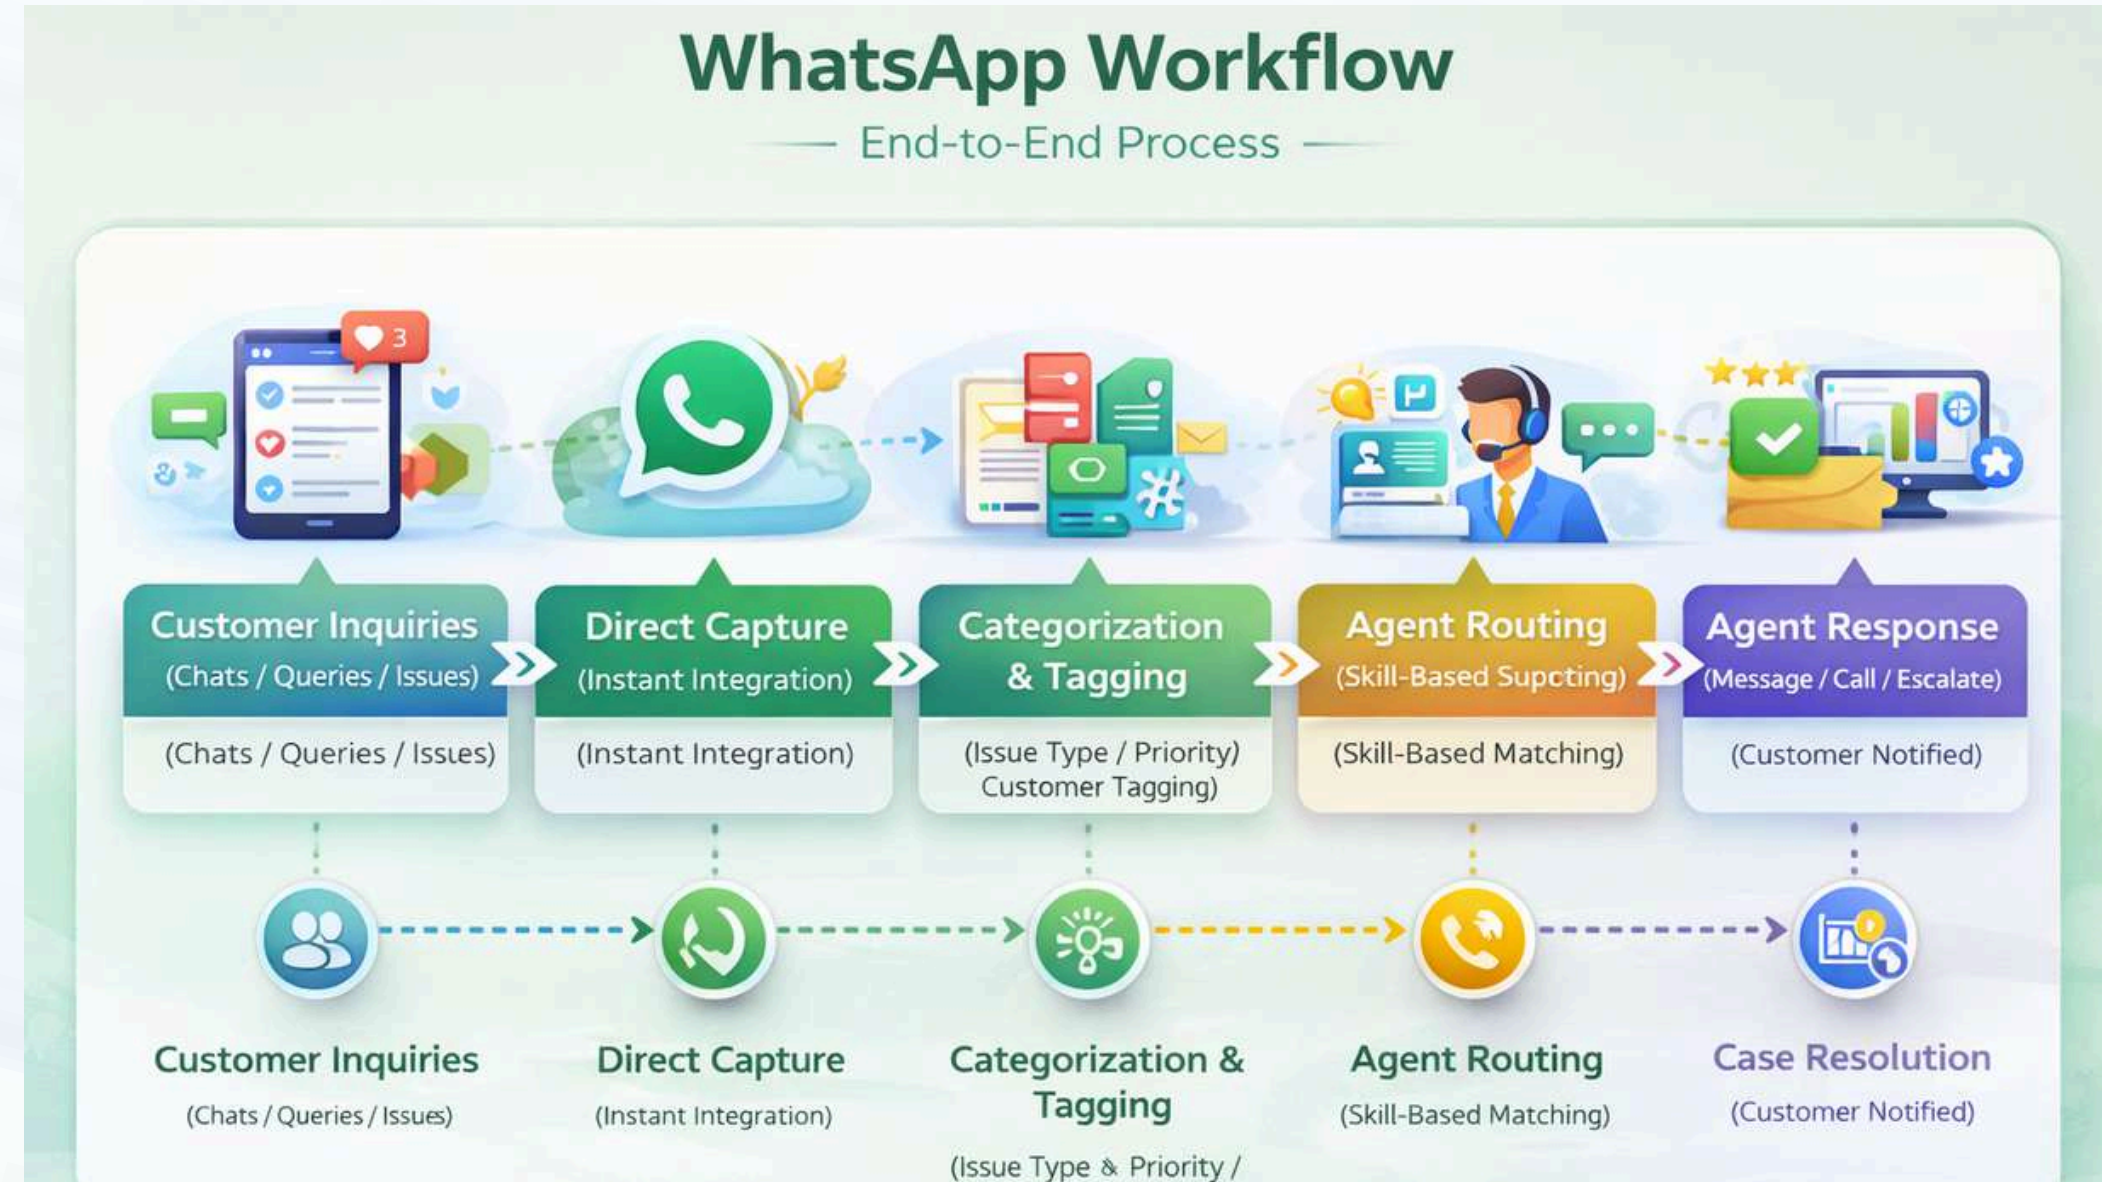 WhatsApp Workflow
End-to-End Process
3
Customer Inquiries
(Chats / Queries / Issues)
(Chats / Queries / Issues)
Direct Capture
(Instant Integration)
(Instant Integration)
Categorization
& Tagging
(Issue Type / Priority)
Customer Tagging)
Agent Routing
(Skill-Based Supcting)
(Skill-Based Matching)
Agent Response
(Message / Call / Escalate)
(Customer Notified)
Customer Inquiries
(Chats / Queries / Issues)
Direct Capture
(Instant Integration)
Categorization &
Tagging
(Issue Type & Priority /
Agent Routing
(Skill-Based Matching)
Case Resolution
(Customer Notified)